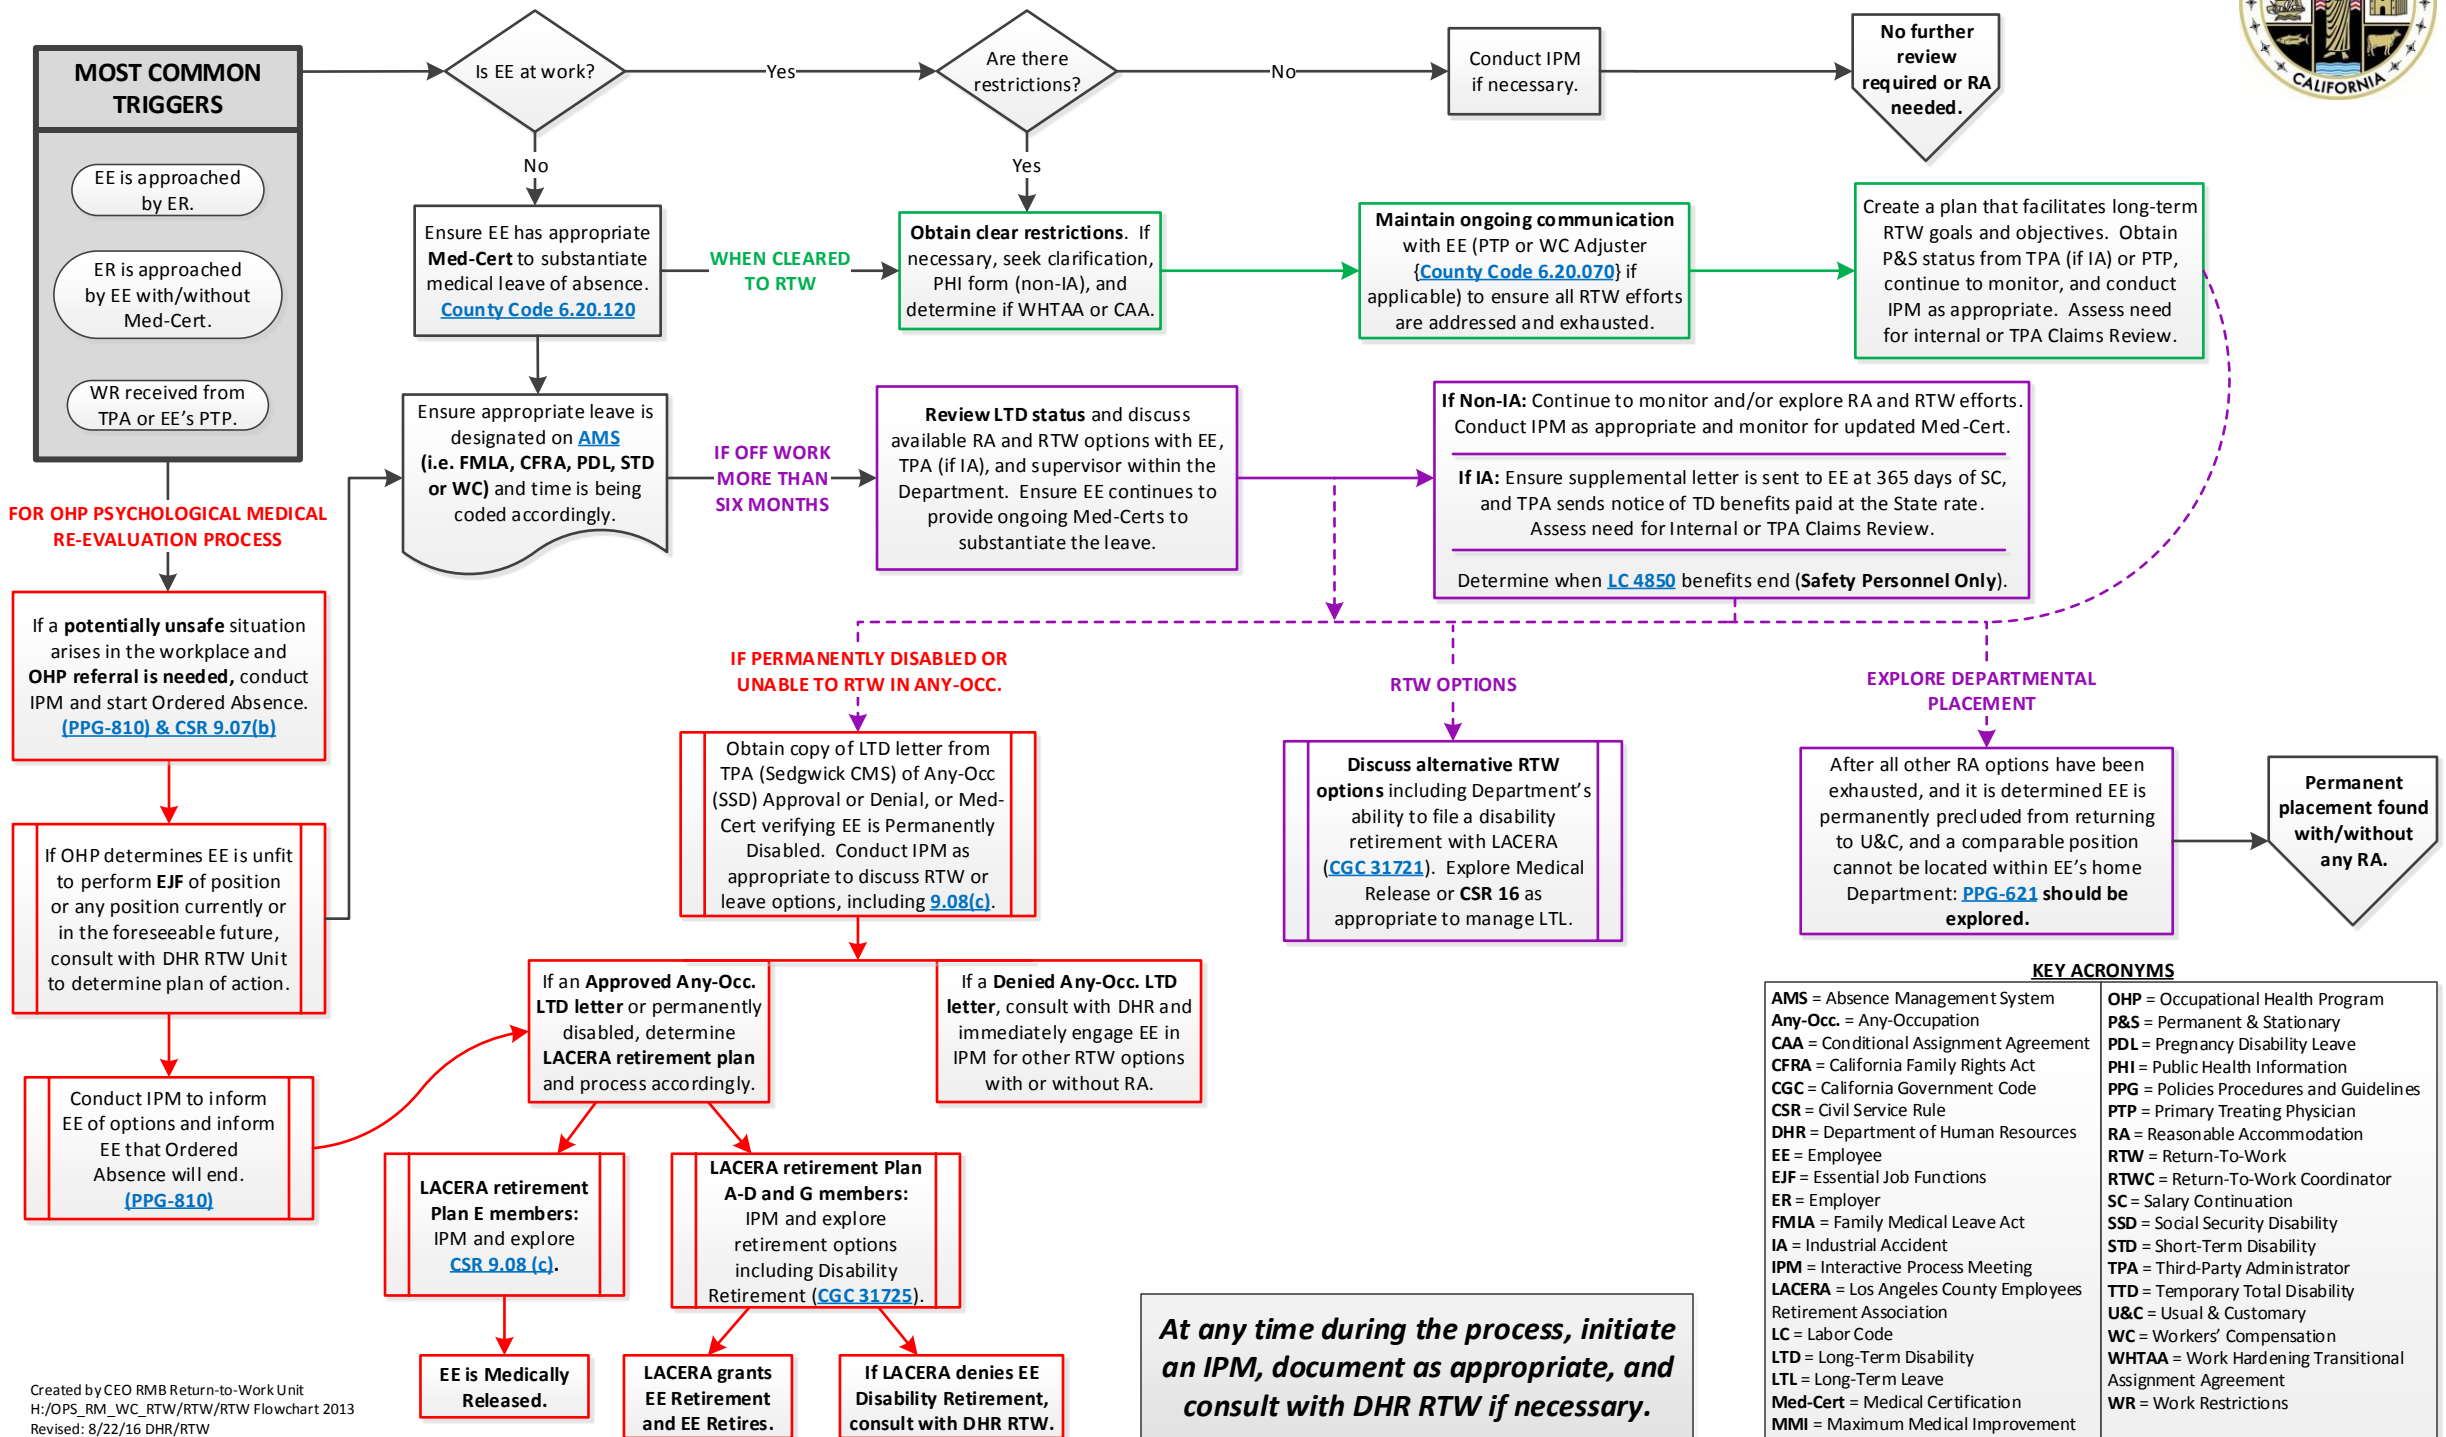 MOST COMMON
TRIGGERS
EE is approached
by ER.
ER is approached
by EE with/without
Med-Cert.
WR received from
TPA or EE's PTP.
Is EE at work?
Yes
No
Are there
restrictions?
No
Yes
Conduct IPM
if necessary.
No further
review
required or RA
needed.
CALIFORNIA
Ensure EE has appropriate
Med-Cert to substantiate
medical leave of absence.
County Code 6.20.120
WHEN CLEARED
TO RTW
Obtain clear restrictions. If
necessary, seek clarification,
PHI form (non-IA), and
determine if WHTAA or CAA.
Maintain ongoing communication
with EE (PTP or WC Adjuster
{County Code 6.20.070} if
applicable) to ensure all RTW efforts
are addressed and exhausted.
Create a plan that facilitates long-term
RTW goals and objectives. Obtain
P&S status from TPA (if IA) or PTP,
continue to monitor, and conduct
IPM as appropriate. Assess need
for internal or TPA Claims Review.
Ensure appropriate leave is
designated on AMS
(i.e. FMLA, CFRA, PDL, STD
or WC) and time is being
coded accordingly.
IF OFF WORK
MORE THAN
SIX MONTHS
Review LTD status and discuss
available RA and RTW options with EE,
TPA (if IA), and supervisor within the
Department. Ensure EE continues to
provide ongoing Med-Certs to
substantiate the leave.
If Non-IA: Continue to monitor and/or explore RA and RTW efforts.
Conduct IPM as appropriate and monitor for updated Med-Cert.
If IA: Ensure supplemental letter is sent to EE at 365 days of SC,
and TPA sends notice of TD benefits paid at the State rate.
Assess need for Internal or TPA Claims Review.
Determine when LC 4850 benefits end (Safety Personnel Only).
FOR OHP PSYCHOLOGICAL MEDICAL
RE-EVALUATION PROCESS
If a potentially unsafe situation
arises in the workplace and
OHP referral is needed, conduct
IPM and start Ordered Absence.
(PPG-810) & CSR 9.07(b)
If OHP determines EE is unfit
to perform EJF of position
or any position currently or
in the foreseeable future,
consult with DHR RTW Unit
to determine plan of action.
Conduct IPM to inform
EE of options and inform
EE that Ordered
Absence will end.
(PPG-810)
IF PERMANENTLY DISABLED OR
UNABLE TO RTW IN ANY-OCC.
Obtain copy of LTD letter from
TPA (Sedgwick CMS) of Any-Occ
(SSD) Approval or Denial, or Med-
Cert verifying EE is Permanently
Disabled. Conduct IPM as
appropriate to discuss RTW or
leave options, including 9.08(c).
RTW OPTIONS
Discuss alternative RTW
options including Department's
ability to file a disability
retirement with LACERA
(CGC 31721). Explore Medical
Release or CSR 16 as
appropriate to manage LTL.
EXPLORE DEPARTMENTAL
PLACEMENT
After all other RA options have been
exhausted, and it is determined EE is
permanently precluded from returning
to U&C, and a comparable position
cannot be located within EE's home
Department: PPG-621 should be
explored.
Permanent
placement found
with/without
any RA.
If an Approved Any-Occ.
LTD letter or permanently
disabled, determine
LACERA retirement plan
and process accordingly.
If a Denied Any-Occ. LTD
letter, consult with DHR and
immediately engage EE in
IPM for other RTW options
with or without RA.
LACERA retirement
Plan E members:
IPM and explore
CSR 9.08 (c).
LACERA retirement Plan
A-D and G members:
IPM and explore
retirement options
including Disability
Retirement (CGC 31725).
EE is Medically
Released.
LACERA grants
EE Retirement
and EE Retires.
If LACERA denies EE
Disability Retirement,
consult with DHR RTW.
At any time during the process, initiate
an IPM, document as appropriate, and
consult with DHR RTW if necessary.
KEY ACRONYMS
AMS = Absence Management System
Any-Occ. = Any-Occupation
CAA = Conditional Assignment Agreement
CFRA = California Family Rights Act
CGC = California Government Code
CSR = Civil Service Rule
DHR = Department of Human Resources
EE = Employee
EJF = Essential Job Functions
ER = Employer
FMLA = Family Medical Leave Act
IA = Industrial Accident
IPM = Interactive Process Meeting
LACERA = Los Angeles County Employees
Retirement Association
LC = Labor Code
LTD = Long-Term Disability
LTL = Long-Term Leave
Med-Cert = Medical Certification
MMI = Maximum Medical Improvement
OHP = Occupational Health Program
P&S = Permanent & Stationary
PDL = Pregnancy Disability Leave
PHI = Public Health Information
PPG = Policies Procedures and Guidelines
PTP = Primary Treating Physician
RA = Reasonable Accommodation
RTW = Return-To-Work
RTWC = Return-To-Work Coordinator
SC = Salary Continuation
SSD = Social Security Disability
STD = Short-Term Disability
TPA = Third-Party Administrator
TTD = Temporary Total Disability
U&C = Usual & Customary
WC = Workers' Compensation
WHTAA = Work Hardening Transitional
Assignment Agreement
WR = Work Restrictions
Created by CEO RMB Return-to-Work Unit
H:/OPS_RM_WC_RTW/RTW/RTW Flowchart 2013
Revised: 8/22/16 DHR/RTW